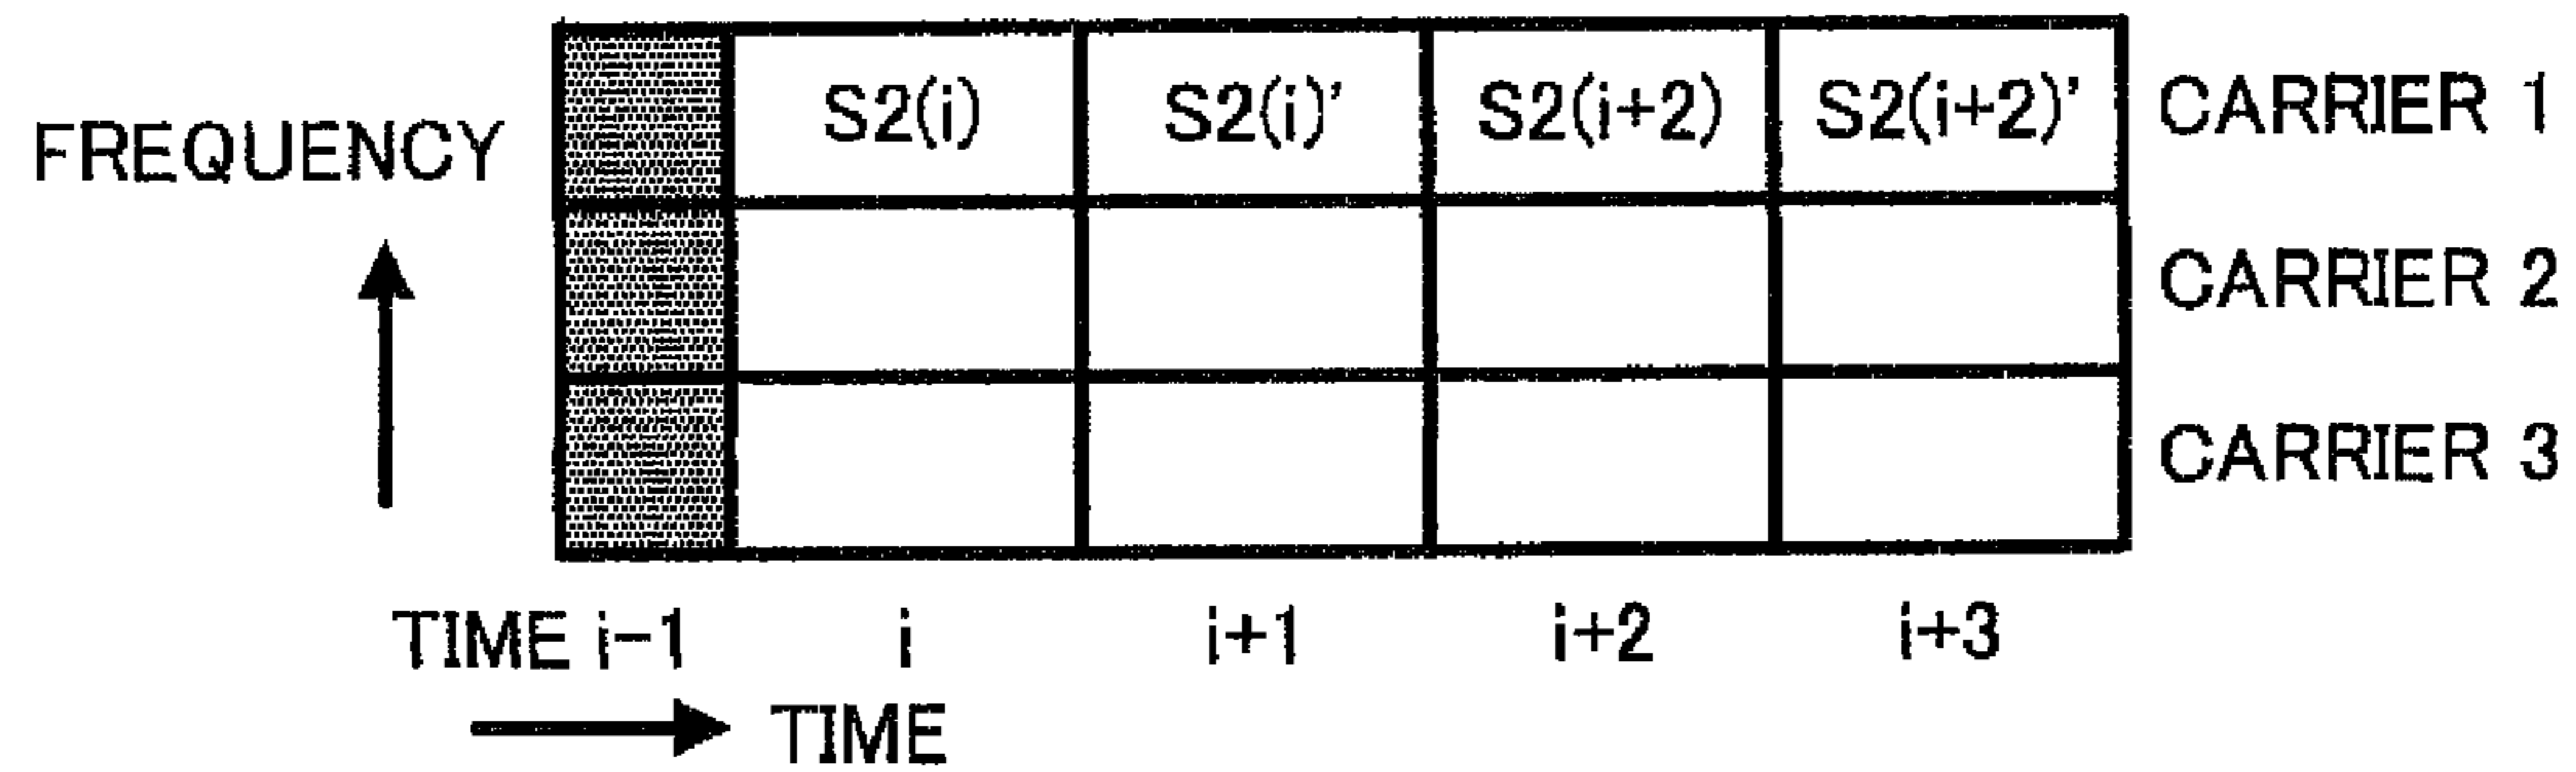 S2(i) S2(i)' S2(i+2) S2(i+2)' CARRIER 1
FREQUENCY
CARRIER 2
CARRIER 3
TIME i-1 i i+1 i+2 i+3
TIME